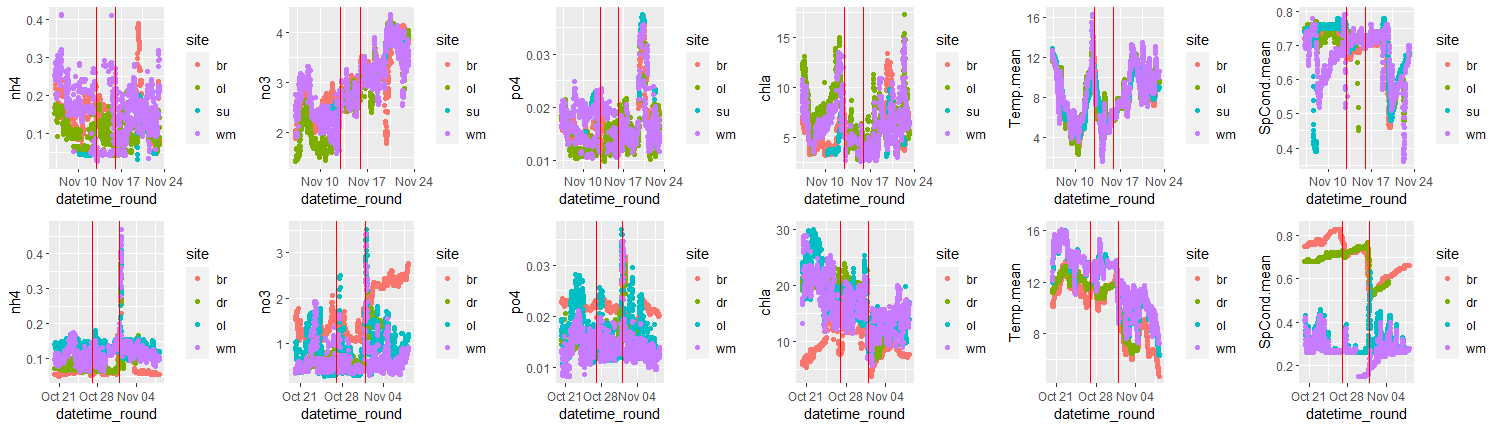 nh4
0.4
0.3
0.2
0.1
Nov 10 Nov 17 Nov 24
datetime_round
site
br
ol
su
wm
no3
4
3
2
Nov 10 Nov 17 Nov 24
datetime_round
site
br
ol
su
wm
po4
0.03
0.02
0.01
Nov 10 Nov 17 Nov 24
datetime_round
site
br
ol
su
wm
chla
15
10
5
Nov 10 Nov 17 Nov 24
datetime_round
site
br
ol
su
wm
Temp.mean
16
12
8
4
Nov 10 Nov 17 Nov 24
datetime_round
site
br
ol
su
wm
SpCond.mean
0.8
0.7
0.6
0.5
0.4
Nov 10 Nov 17 Nov 24
datetime_round
site
br
ol
su
wm
nh4
0.4
0.3
0.2
0.1
Oct 21 Oct 28 Nov 04
datetime_round
site
br
dr
ol
wm
no3
3
2
1
Oct 21 Oct 28 Nov 04
datetime_round
site
br
dr
ol
wm
po4
0.03
0.02
0.01
Oct 21 Oct 28 Nov 04
datetime_round
site
br
dr
ol
wm
chla
30
25
20
15
10
Oct 21 Oct 28 Nov 04
datetime_round
site
br
dr
ol
wm
Temp.mean
16
12
8
Oct 21 Oct 28 Nov 04
datetime_round
site
br
dr
ol
wm
SpCond.mean
0.8
0.6
0.4
0.2
Oct 21 Oct 28 Nov 04
datetime_round
site
br
dr
ol
wm